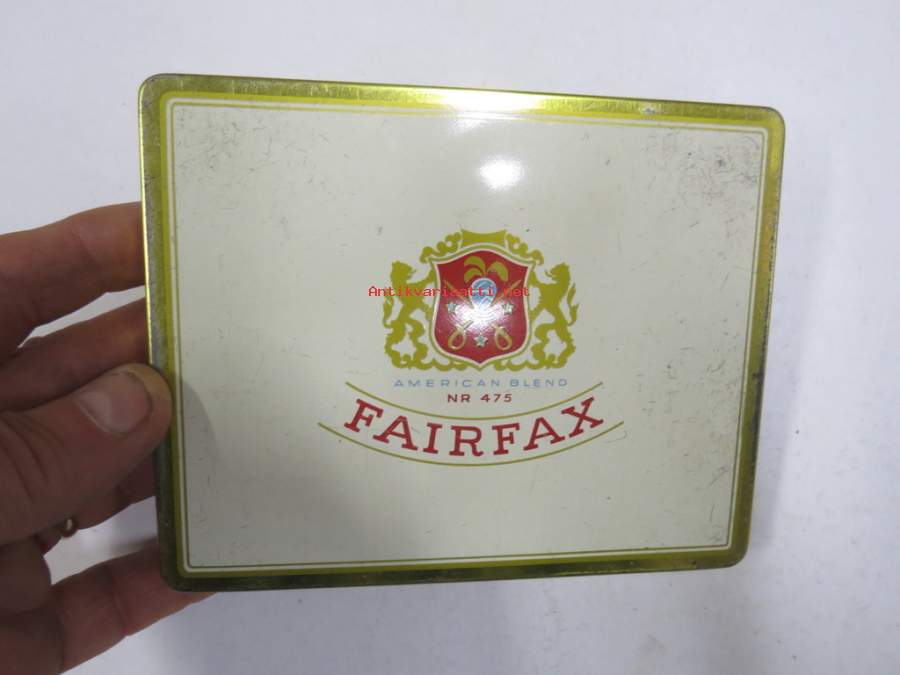 Antikvariaatti.net
AMERICAN BLEND
NR 475
FAIRFAX